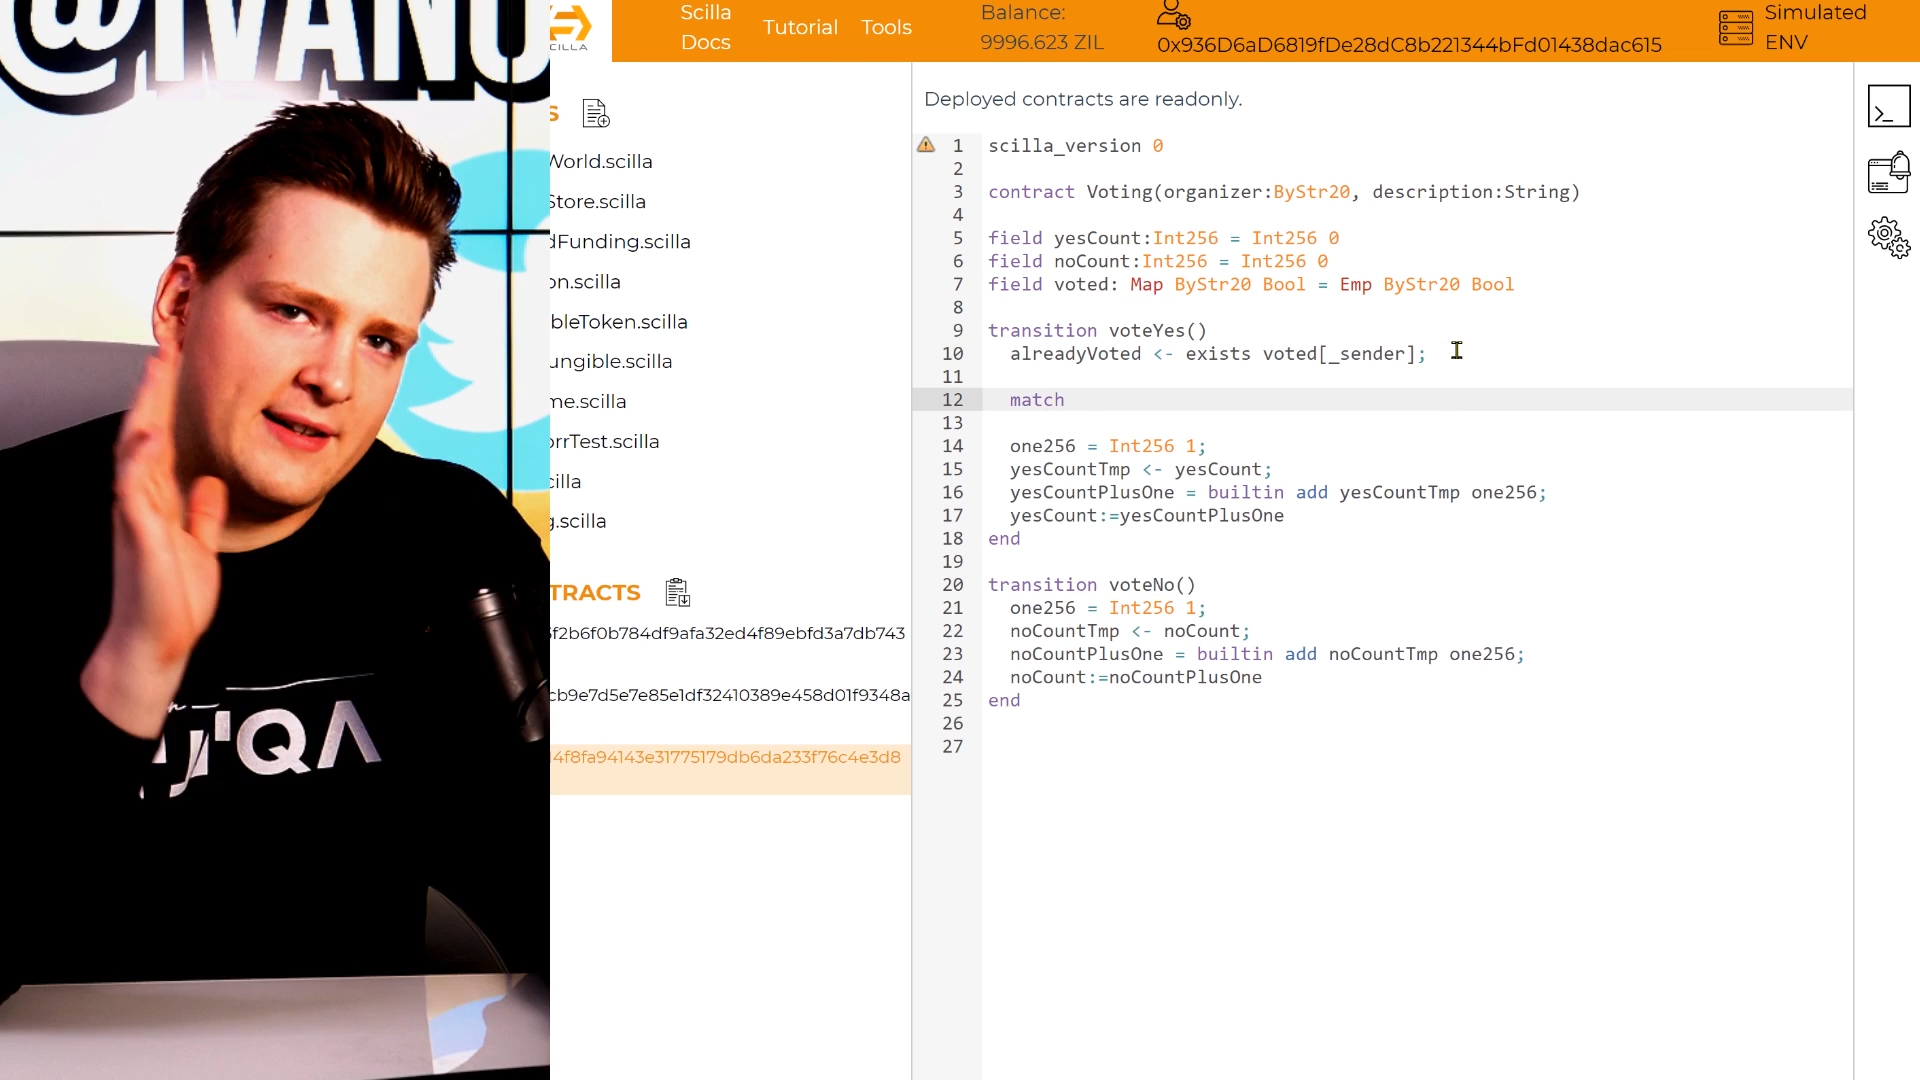 @IVANO
CILLA
Scilla Docs
Tutorial
Tools
Balance:
9996.623 ZIL
0x936D6aD6819fDe28dC8b221344bFd01438dac615
Simulated
ENV
S
World.scilla
Store.scilla
dFunding.scilla
on.scilla
bleToken.scilla
ungible.scilla
me.scilla
orrTest.scilla
cilla
g.scilla
TRACTS
5f2b6f0b784df9afa32ed4f89ebfd3a7db743
cb9e7d5e7e85e1df32410389e458d01f9348a
14f8fa94143e31775179db6da233f76c4e3d8
Deployed contracts are readonly.
1 scilla_version 0
2
3 contract Voting(organizer:ByStr20, description:String)
4
5 field yesCount:Int256 = Int256 0
6 field noCount:Int256 = Int256 0
7 field voted: Map ByStr20 Bool = Emp ByStr20 Bool
8
9 transition voteYes()
10 alreadyVoted <- exists voted[_sender];
11
12 match
13
14 one256 = Int256 1;
15 yesCountTmp <- yesCount;
16 yesCountPlusOne = builtin add yesCountTmp one256;
17 yesCount:=yesCountPlusOne
18 end
19
20 transition voteNo()
21 one256 = Int256 1;
22 noCountTmp <- noCount;
23 noCountPlusOne = builtin add noCountTmp one256;
24 noCount:=noCountPlusOne
25 end
26
27